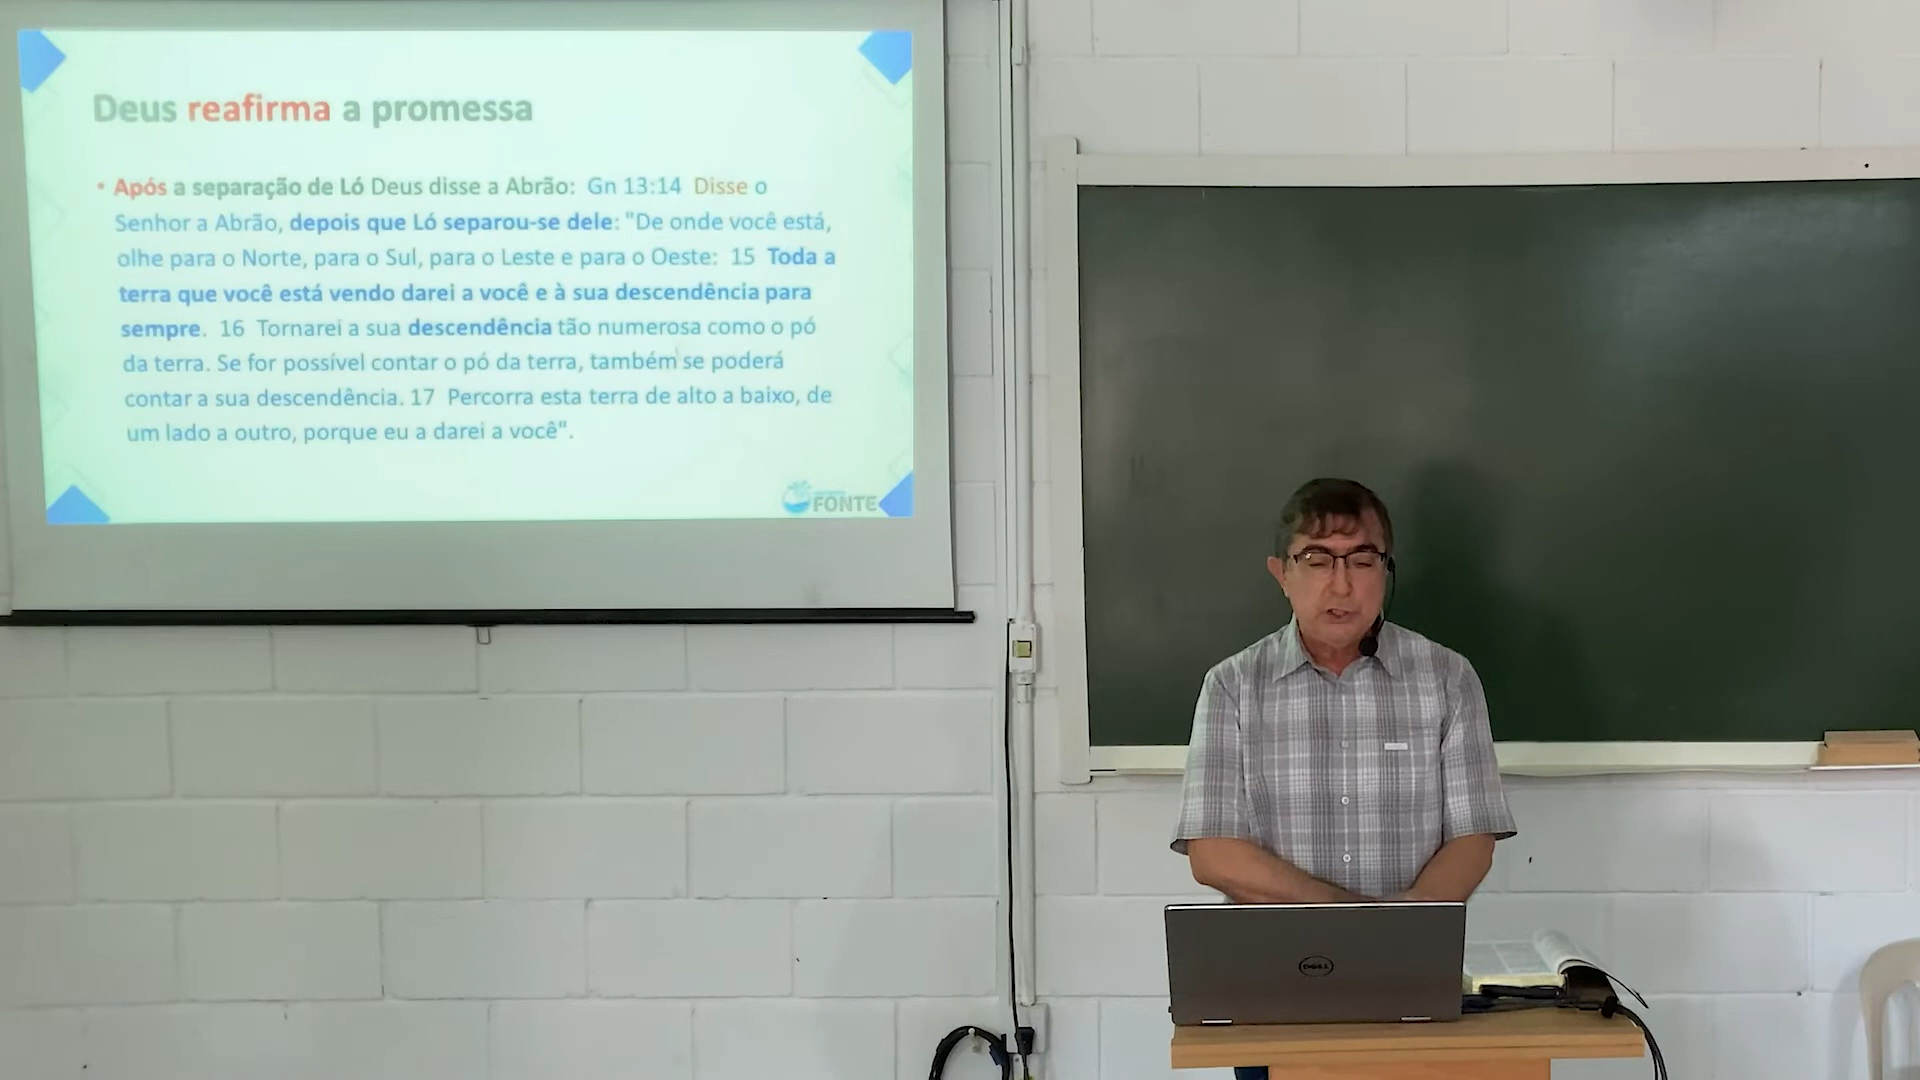 Deus reafirma a promessa
• Após a separação de Ló Deus disse a Abrão: Gn 13:14 Disse o
Senhor a Abrão, depois que Ló separou-se dele: "De onde você está,
olhe para o Norte, para o Sul, para o Leste e para o Oeste: 15 Toda a
terra que você está vendo darei a você e à sua descendência para
sempre. 16 Tornarei a sua descendência tão numerosa como o pó
da terra. Se for possível contar o pó da terra, também se poderá
contar a sua descendência. 17 Percorra esta terra de alto a baixo, de
um lado a outro, porque eu a darei a você".
FONTE
DELL